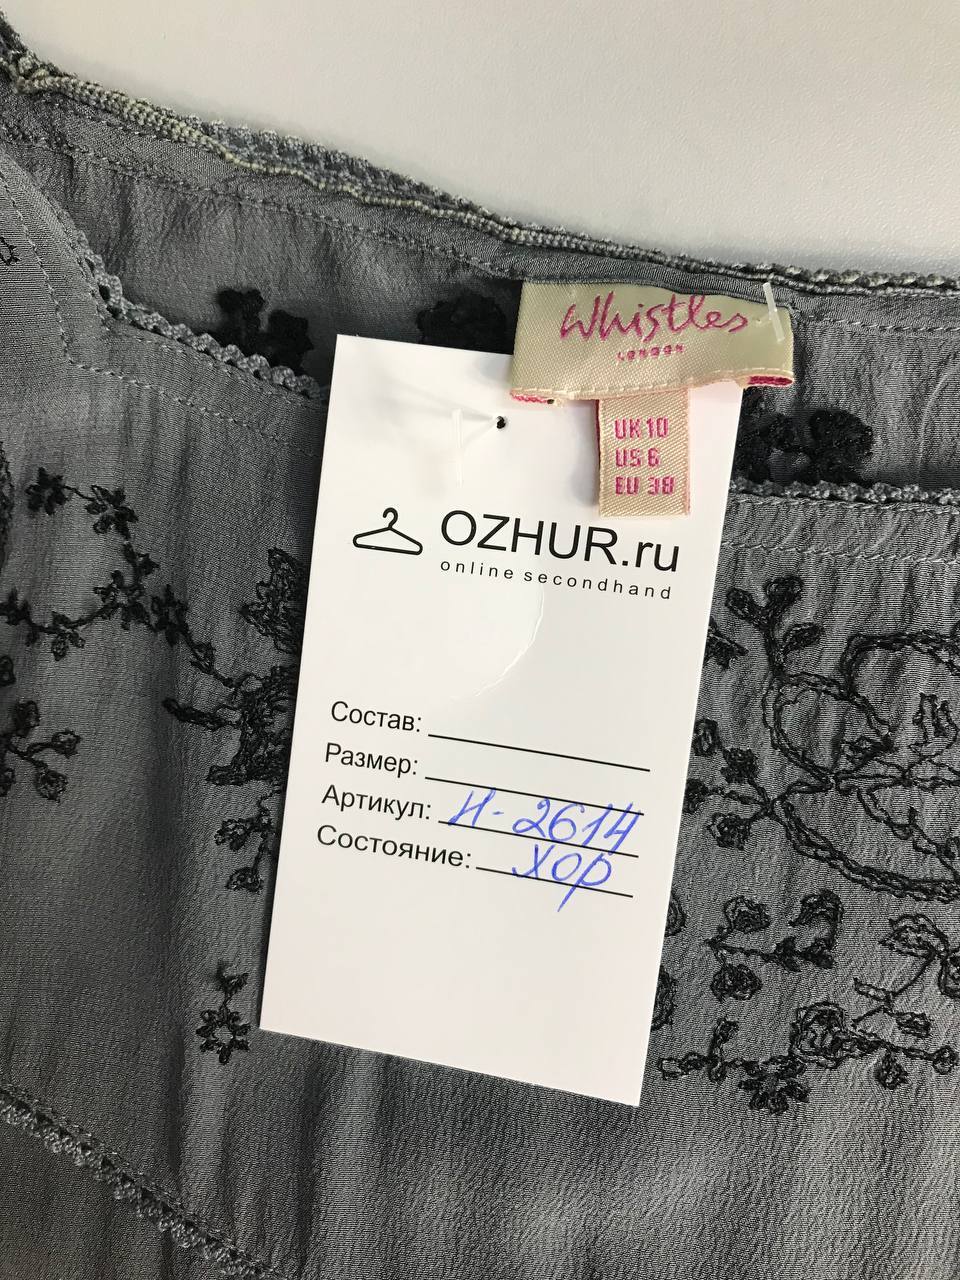 Whistles
LONDON
UK 10
US 6
EU 38
OZHUR.ru
online secondhand
Состав:
Размер:
Артикул: И-2614
Состояние: хор